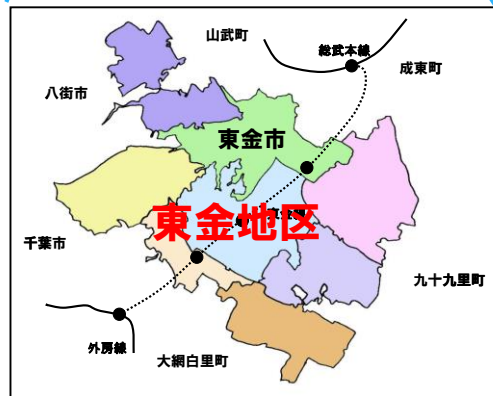 山武町
総武本線
成東町
八街市
東金市
東金地区
千葉市
九十九里町
外房線
大網白里町